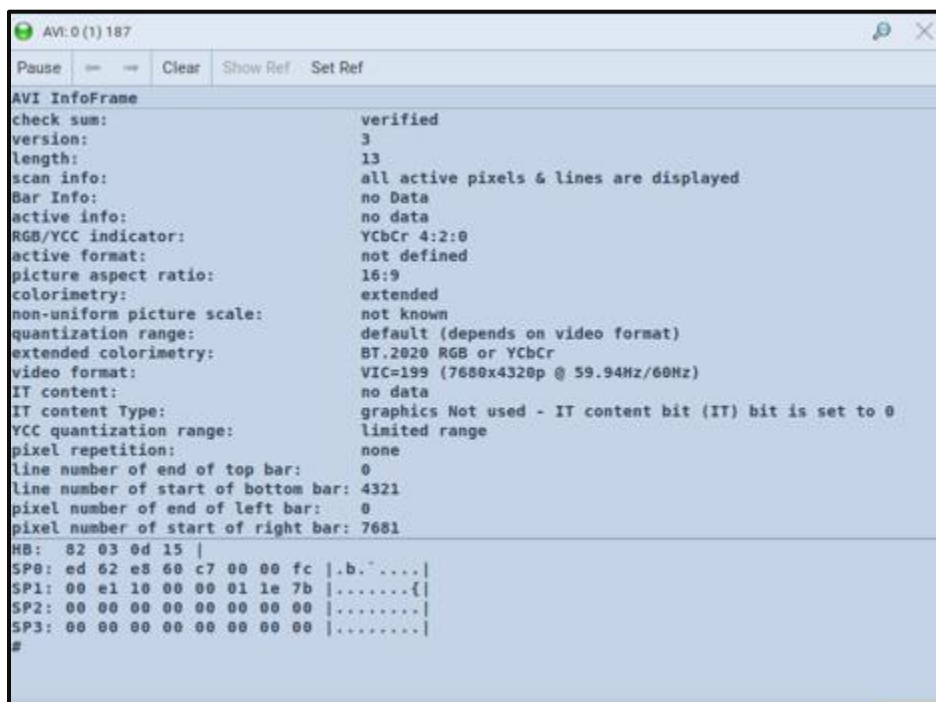 AVI: 0 (1) 187
Pause Clear Show Ref Set Ref
AVI InfoFrame
check sum: verified
version: 3
length: 13
scan info: all active pixels & lines are displayed
Bar Info: no Data
active info: no data
RGB/YCC indicator: YCbCr 4:2:0
active format: not defined
picture aspect ratio: 16:9
colorimetry: extended
non-uniform picture scale: not known
quantization range: default (depends on video format)
extended colorimetry: BT.2020 RGB or YCbCr
video format: VIC=199 (7680x4320p @ 59.94Hz/60Hz)
IT content: no data
IT content Type: graphics Not used - IT content bit (IT) bit is set to 0
YCC quantization range: limited range
pixel repetition: none
line number of end of top bar: 0
line number of start of bottom bar: 4321
pixel number of end of left bar: 0
pixel number of start of right bar: 7681
HB: 82 03 0d 15 |
SP0: ed 62 e8 60 c7 00 00 fc |.b.`....|
SP1: 00 e1 10 00 00 01 1e 7b |.......{|
SP2: 00 00 00 00 00 00 00 00 |........|
SP3: 00 00 00 00 00 00 00 00 |........|
#